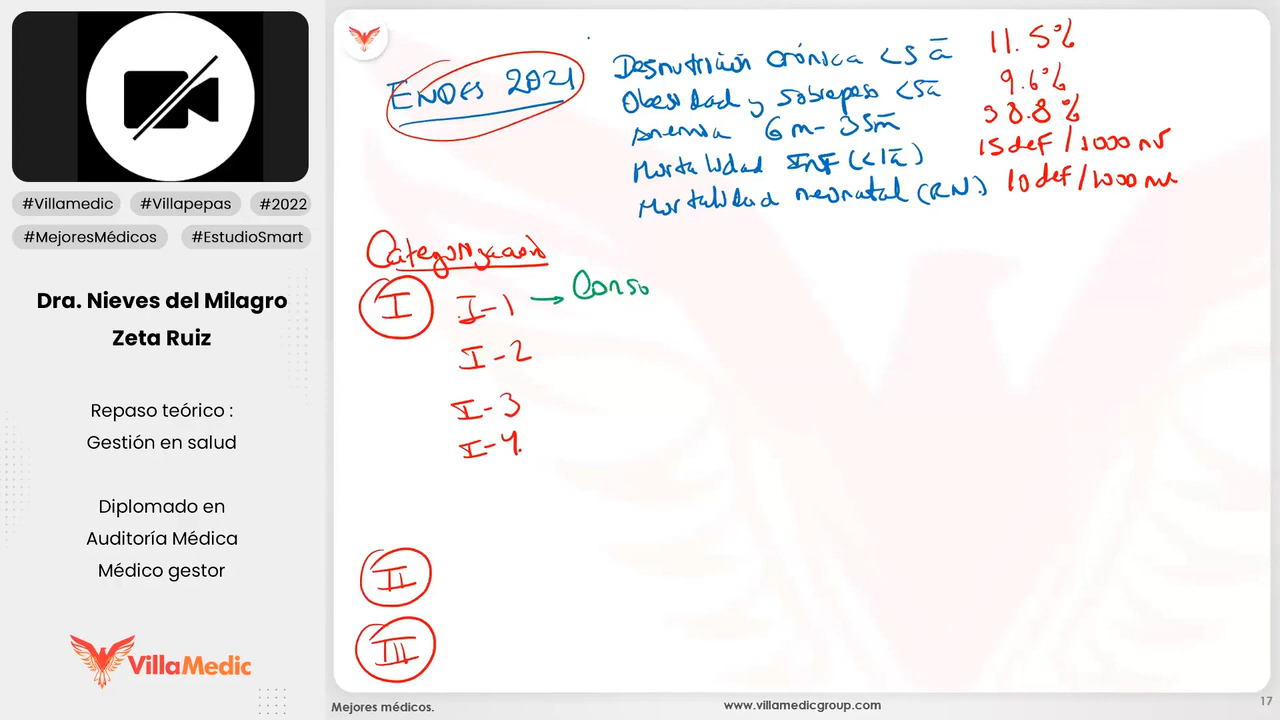 #Villamedic #Villapepas #2022
#MejoresMédicos #EstudioSmart
Dra. Nieves del Milagro
Zeta Ruiz
Repaso teórico :
Gestión en salud
Diplomado en
Auditoría Médica
Médico gestor
VillaMedic
ENDES 2021
Desnutrición crónica <5 a 11.5%
Obesidad y sobrepeso <5a 9.6%
Anemia 6m-35m 38.8%
Mortalidad Inf (<1a) 15 def / 1000 nv
Mortalidad neonatal (RN) 10 def / 1000 nv
Categorización
I I-1 → Conso
I-2
I-3
I-4.
II
III
Mejores médicos. www.villamedicgroup.com 17